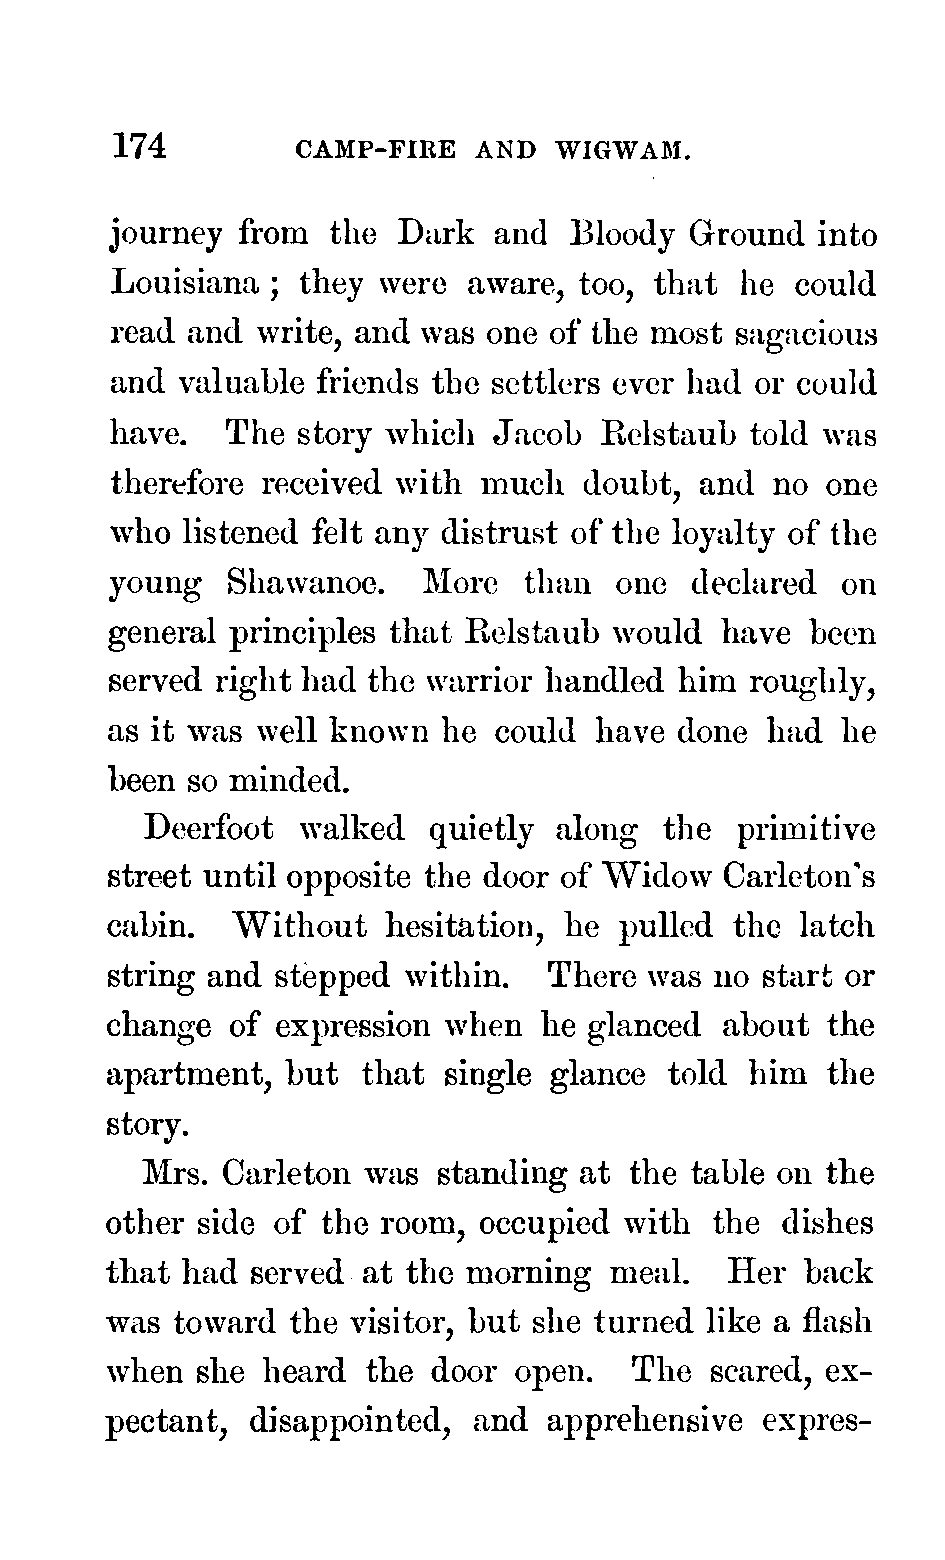 174 CAMP-FIRE AND WIGWAM.
journey from the Dark and Bloody Ground into
Louisiana ; they were aware, too, that he could
read and write, and was one of the most sagacious
and valuable friends the settlers ever had or could
have. The story which Jacob Relstaub told was
therefore received with much doubt, and no one
who listened felt any distrust of the loyalty of the
young Shawanoe. More than one declared on
general principles that Relstaub would have been
served right had the warrior handled him roughly,
as it was well known he could have done had he
been so minded.
Deerfoot walked quietly along the primitive
street until opposite the door of Widow Carleton's
cabin. Without hesitation, he pulled the latch
string and stepped within. There was no start or
change of expression when he glanced about the
apartment, but that single glance told him the
story.
Mrs. Carleton was standing at the table on the
other side of the room, occupied with the dishes
that had served at the morning meal. Her back
was toward the visitor, but she turned like a flash
when she heard the door open. The scared, ex-
pectant, disappointed, and apprehensive expres-